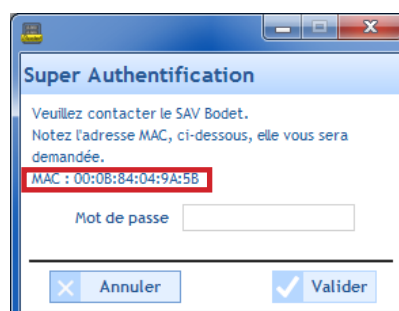 Super Authentification
Veuillez contacter le SAV Bodet.
Notez l'adresse MAC, ci-dessous, elle vous sera
demandée.
MAC : 00:0B:84:04:9A:5B
Mot de passe
Annuler
Valider